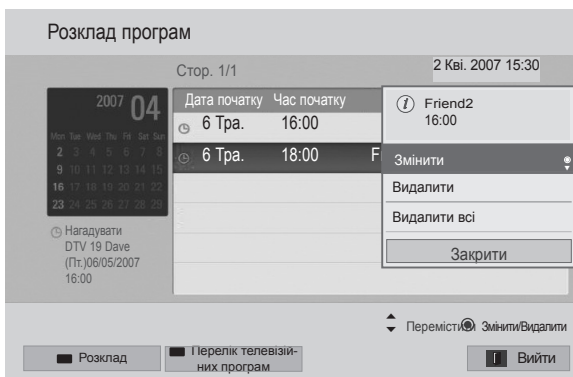 Розклад програм
Стор. 1/1
2 Кві. 2007 15:30
2007 04
Mon Tue Wed Thu Fri Sat Sun
2 3 4 5 6 7 8
9 10 11 12 13 14 15
16 17 18 19 20 21 22
23 24 25 26 27 28 29
Нагадувати
DTV 19 Dave
(Пт.)06/05/2007
16:00
Дата початку Час початку
6 Тра. 16:00
6 Тра. 18:00
Friend2
16:00
Змінити
Видалити
Видалити всі
Закрити
Перемістити Змінити/Видалити
Розклад
Перелік телевізій-
них програм
Вийти